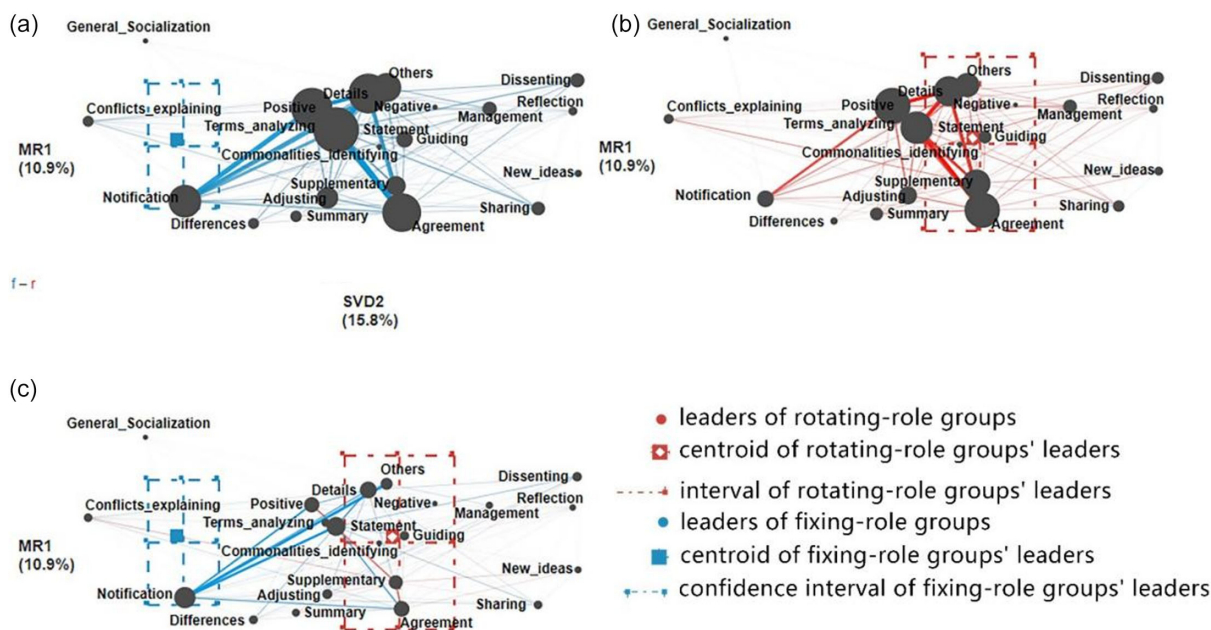 (a)
General_Socialization
Others
Details
Dissenting
Conflicts_explaining
Positive
Negative
Reflection
Management
Terms_analyzing
Statement
Guiding
MR1
(10.9%)
Commonalities_identifying
New_ideas
Notification
Supplementary
Adjusting
Sharing
Differences
Summary
Agreement
f – r
SVD2
(15.8%)
(b)
General_Socialization
Others
Details
Dissenting
Conflicts_explaining
Positive
Negative
Reflection
Management
Terms_analyzing
Statement
Guiding
MR1
(10.9%)
Commonalities_identifying
New_ideas
Notification
Supplementary
Adjusting
Sharing
Differences
Summary
Agreement
(c)
General_Socialization
Others
Details
Dissenting
Conflicts_explaining
Positive
Negative
Reflection
Management
Terms_analyzing
Statement
Guiding
MR1
(10.9%)
Commonalities_identifying
New_ideas
Notification
Supplementary
Adjusting
Sharing
Differences
Summary
Agreement
leaders of rotating-role groups
centroid of rotating-role groups' leaders
interval of rotating-role groups' leaders
leaders of fixing-role groups
centroid of fixing-role groups' leaders
confidence interval of fixing-role groups' leaders